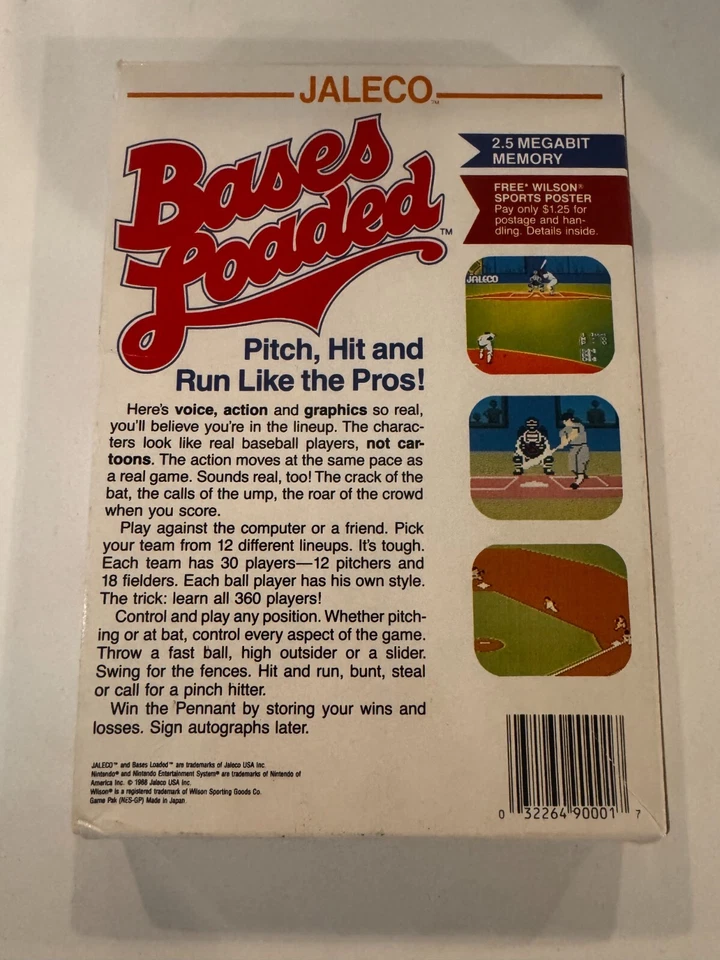 JALECO™
Bases
Loaded™
2.5 MEGABIT
MEMORY
FREE* WILSON®
SPORTS POSTER
Pay only $1.25 for
postage and han-
dling. Details inside.
JALECO
Pitch, Hit and
Run Like the Pros!
Here's voice, action and graphics so real,
you'll believe you're in the lineup. The charac-
ters look like real baseball players, not car-
toons. The action moves at the same pace as
a real game. Sounds real, too! The crack of the
bat, the calls of the ump, the roar of the crowd
when you score.
Play against the computer or a friend. Pick
your team from 12 different lineups. It's tough.
Each team has 30 players—12 pitchers and
18 fielders. Each ball player has his own style.
The trick: learn all 360 players!
Control and play any position. Whether pitch-
ing or at bat, control every aspect of the game.
Throw a fast ball, high outsider or a slider.
Swing for the fences. Hit and run, bunt, steal
or call for a pinch hitter.
Win the Pennant by storing your wins and
losses. Sign autographs later.
JALECO™ and Bases Loaded™ are trademarks of Jaleco USA Inc.
Nintendo® and Nintendo Entertainment System® are trademarks of Nintendo of
America Inc. © 1988 Jaleco USA Inc.
Wilson® is a registered trademark of Wilson Sporting Goods Co.
Game Pak (NES-GP) Made in Japan
0 32264 90001 7